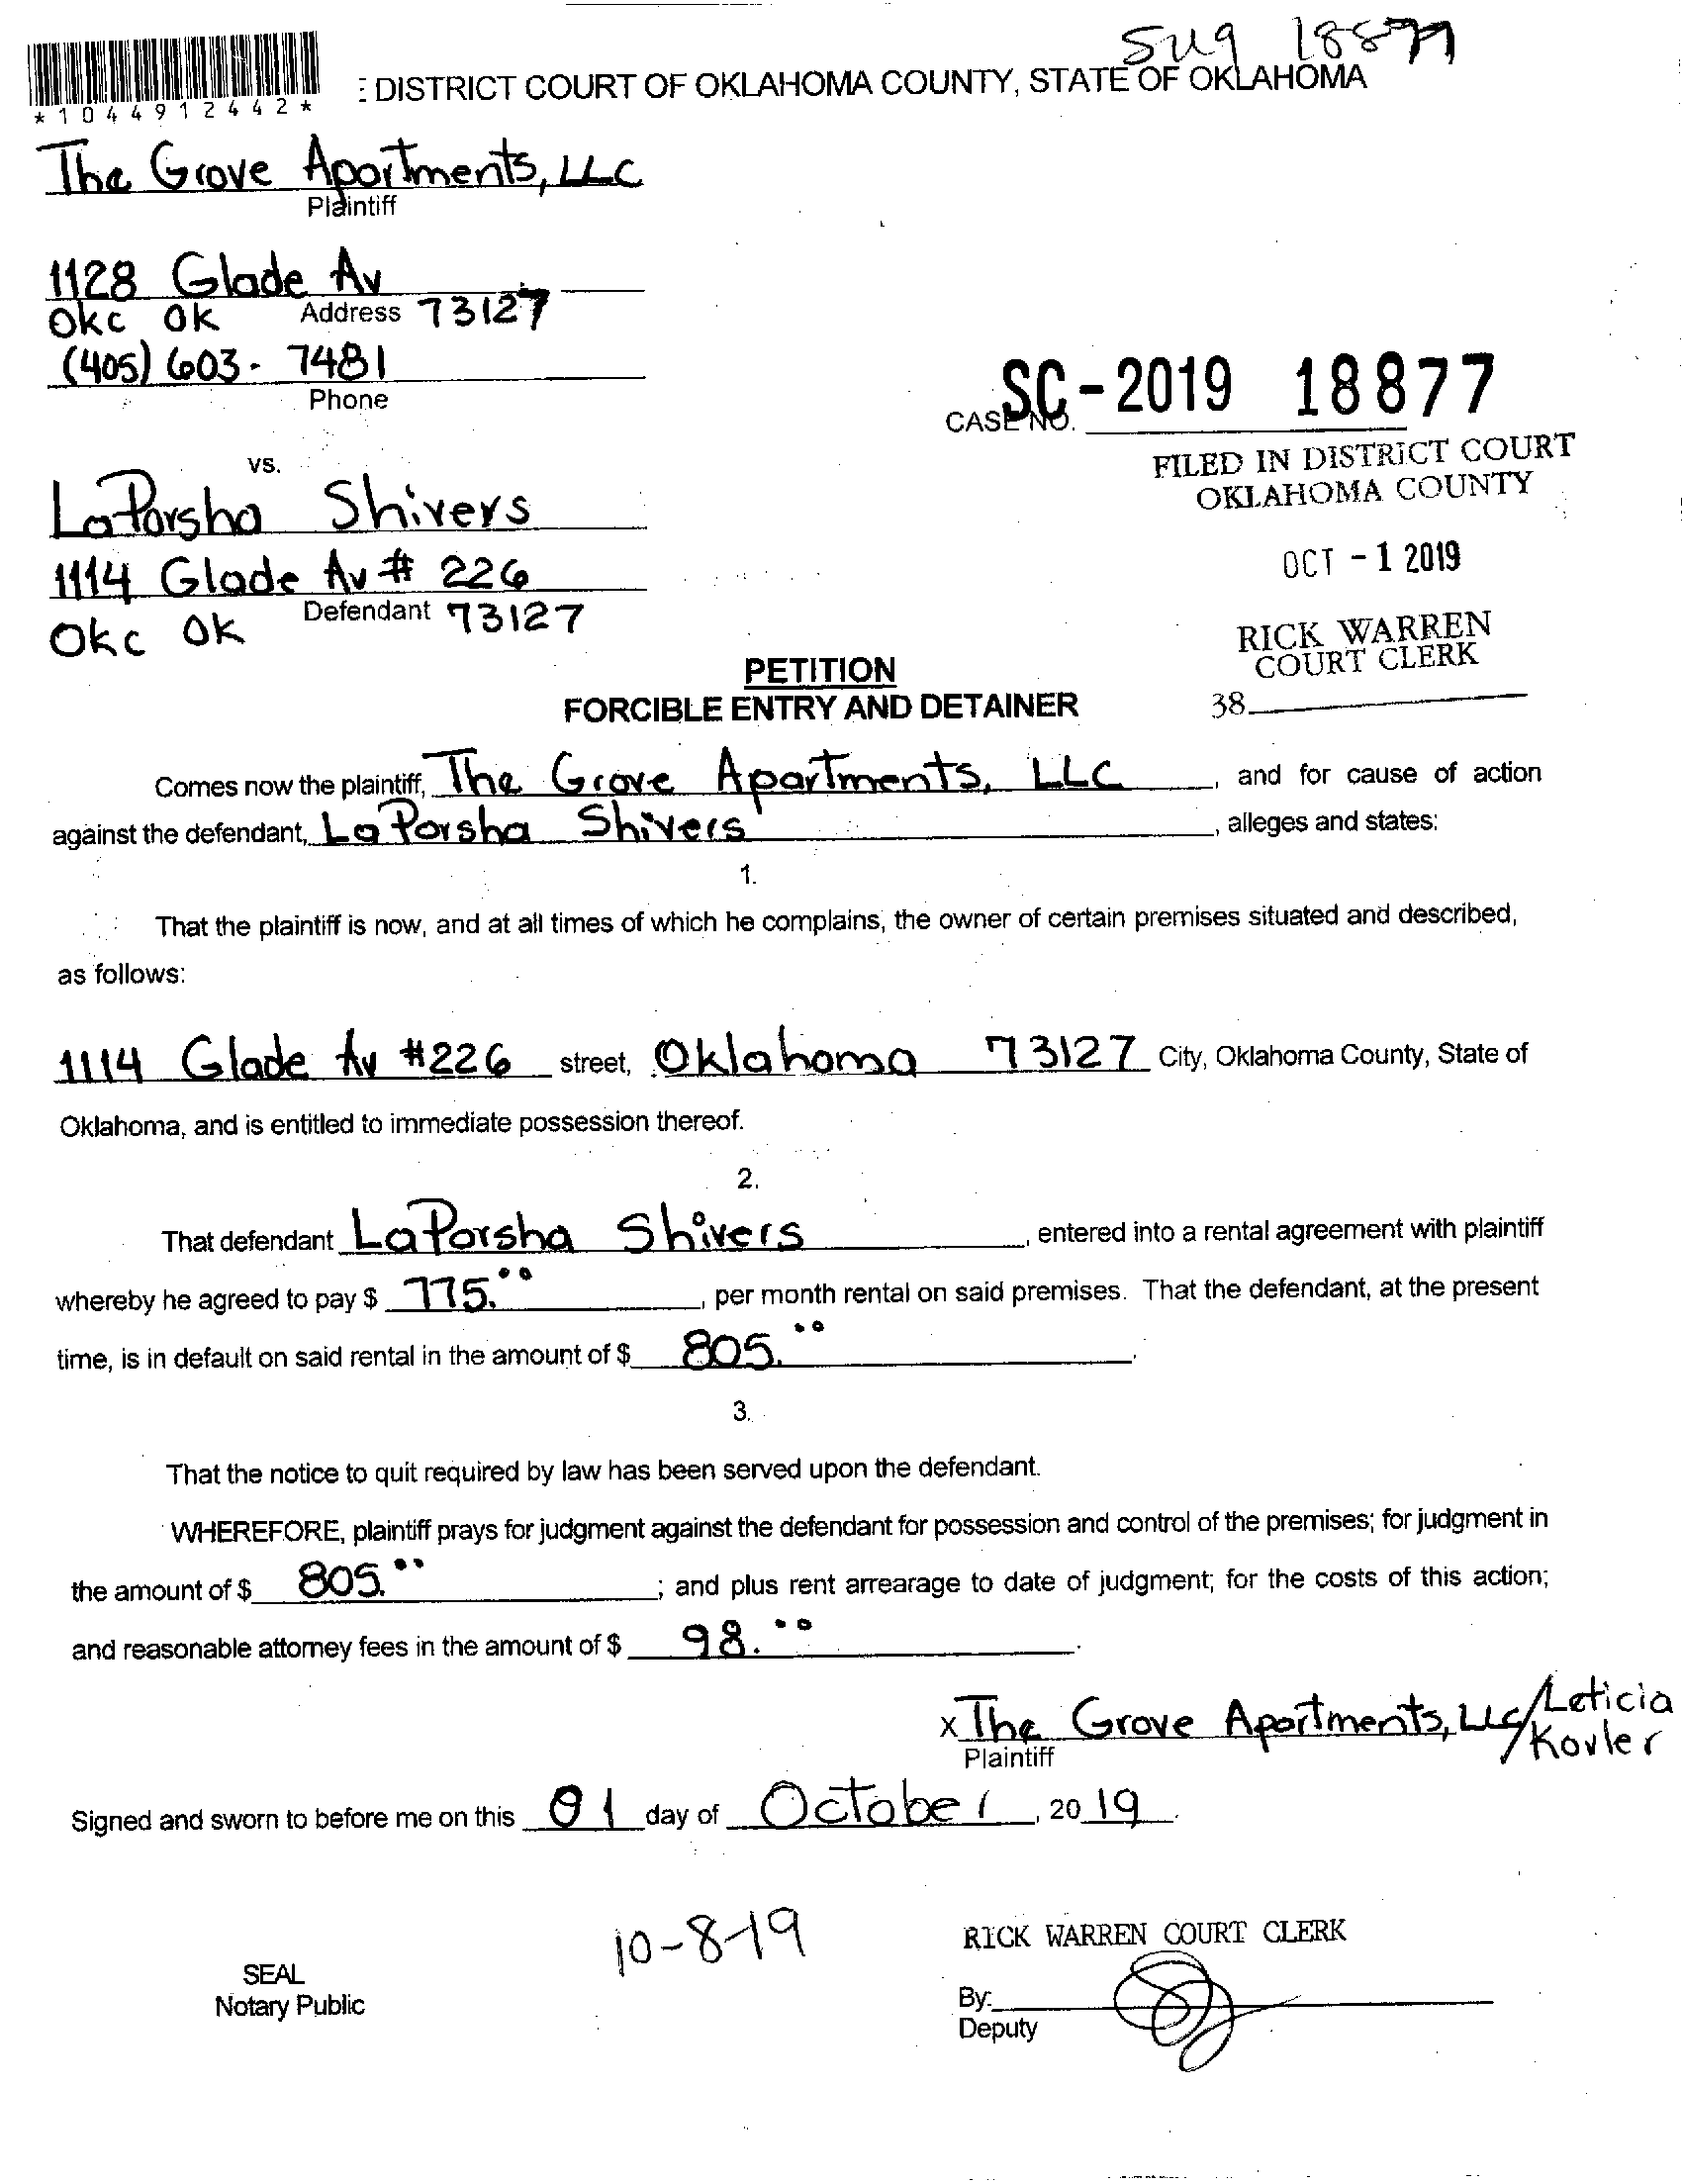 Sug 18877
*1044912442*
: DISTRICT COURT OF OKLAHOMA COUNTY, STATE OF OKLAHOMA
The Grove Apartments, LLC
Plaintiff
1128 Glade Av
Okc Ok Address 73127
(405) 603-7481
Phone
SC-2019 18877
CASE NO.
FILED IN DISTRICT COURT
OKLAHOMA COUNTY
vs.
LaPorsha Shivers
1114 Glade Av # 226
Defendant 73127
Okc Ok
OCT -1 2019
RICK WARREN
COURT CLERK
38
PETITION
FORCIBLE ENTRY AND DETAINER
Comes now the plaintiff, The Grove Apartments, LLC, and for cause of action
against the defendant, LaPorsha Shivers, alleges and states:
1.
That the plaintiff is now, and at all times of which he complains, the owner of certain premises situated and described,
as follows:
1114 Glade Av #226 street, Oklahoma 73127 City, Oklahoma County, State of
Oklahoma, and is entitled to immediate possession thereof.
2.
That defendant LaPorsha Shivers, entered into a rental agreement with plaintiff
whereby he agreed to pay $ 775.00, per month rental on said premises. That the defendant, at the present
time, is in default on said rental in the amount of $ 805.00.
3.
That the notice to quit required by law has been served upon the defendant.
WHEREFORE, plaintiff prays for judgment against the defendant for possession and control of the premises; for judgment in
the amount of $ 805.00; and plus rent arrearage to date of judgment; for the costs of this action;
and reasonable attorney fees in the amount of $ 98.00.
x The Grove Apartments, LLC/Leticia
Kovler
Plaintiff
Signed and sworn to before me on this 01 day of October, 2019.
10-8-19
RICK WARREN COURT CLERK
SEAL
Notary Public
By:
Deputy